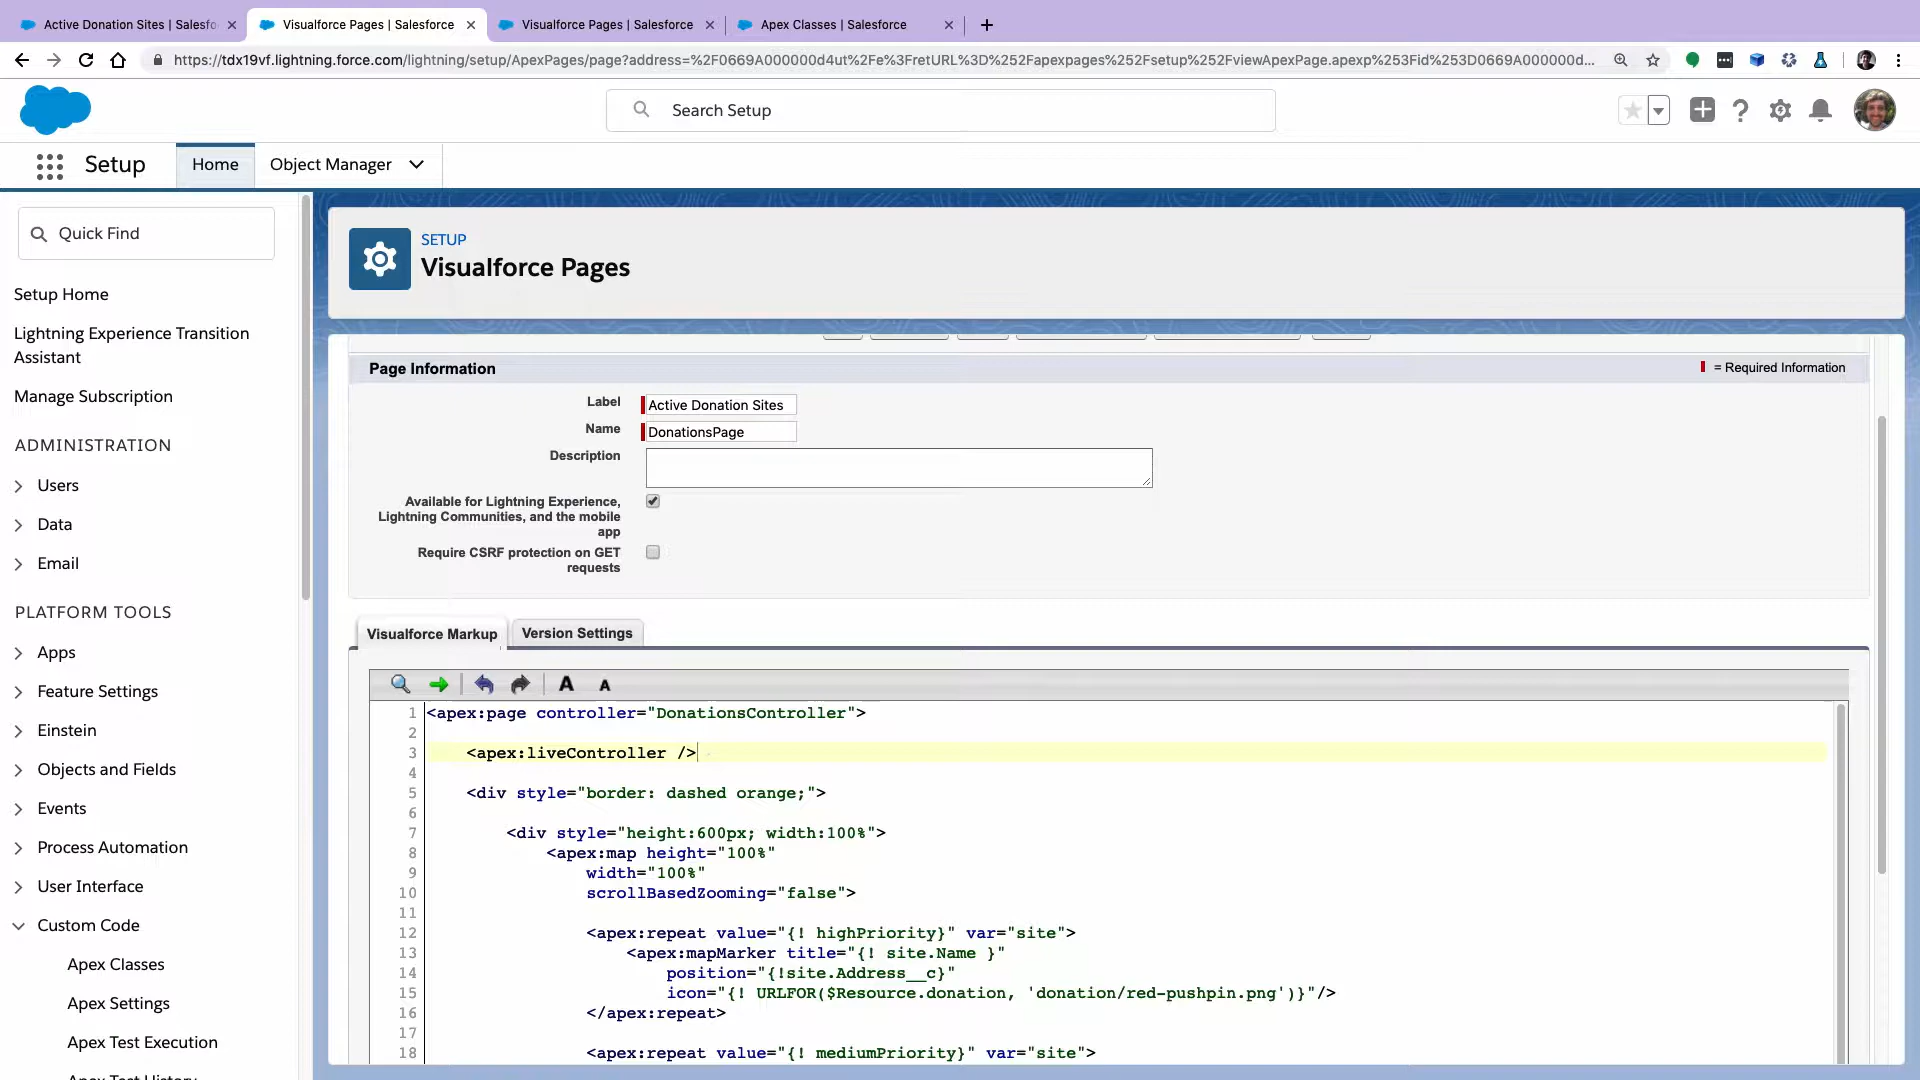 Active Donation Sites | Salesfo
Visualforce Pages | Salesforce
Visualforce Pages | Salesforce
Apex Classes | Salesforce
https://tdx19vf.lightning.force.com/lightning/setup/ApexPages/page?address=%2F0669A000000d4ut%2Fe%3FretURL%3D%252Fapexpages%252Fsetup%252FviewApexPage.apexp%253Fid%253D0669A000000d...
Search Setup
Setup
Home
Object Manager
Quick Find
Setup Home
Lightning Experience Transition
Assistant
Manage Subscription
ADMINISTRATION
Users
Data
Email
PLATFORM TOOLS
Apps
Feature Settings
Einstein
Objects and Fields
Events
Process Automation
User Interface
Custom Code
Apex Classes
Apex Settings
Apex Test Execution
Apex Test History
SETUP
Visualforce Pages
Page Information
= Required Information
Label
Active Donation Sites
Name
DonationsPage
Description
Available for Lightning Experience,
Lightning Communities, and the mobile
app
Require CSRF protection on GET
requests
Visualforce Markup
Version Settings
A A
1 <apex:page controller="DonationsController">
2
3 <apex:liveController />
4
5 <div style="border: dashed orange;">
6
7 <div style="height:600px; width:100%">
8 <apex:map height="100%"
9 width="100%"
10 scrollBasedZooming="false">
11
12 <apex:repeat value="{! highPriority}" var="site">
13 <apex:mapMarker title="{! site.Name }"
14 position="{!site.Address__c}"
15 icon="{! URLFOR($Resource.donation, 'donation/red-pushpin.png')}"/>
16 </apex:repeat>
17
18 <apex:repeat value="{! mediumPriority}" var="site">